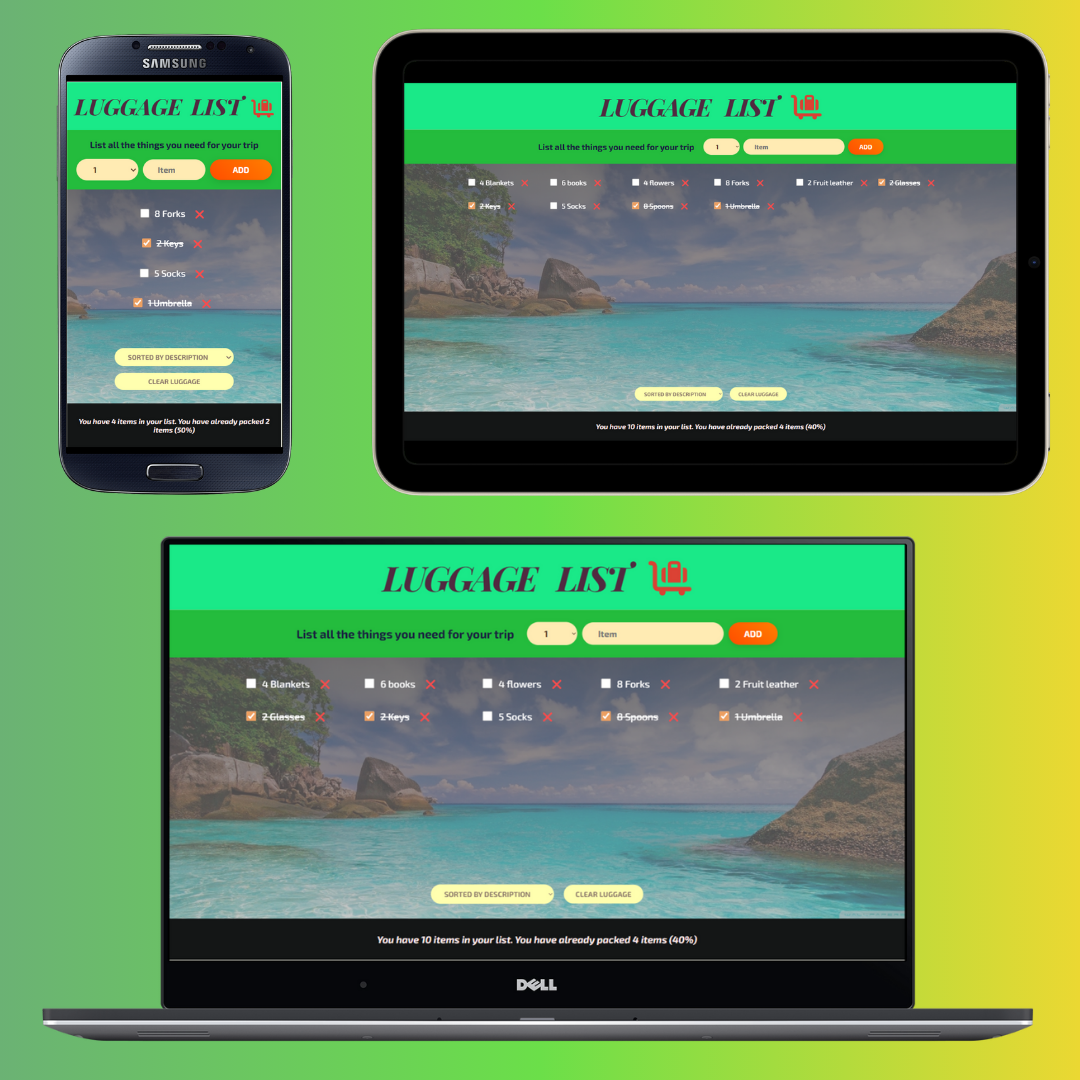 SAMSUNG
LUGGAGE LIST
List all the things you need for your trip
1 Item ADD
8 Forks
2 Keys
5 Socks
1 Umbrella
SORTED BY DESCRIPTION
CLEAR LUGGAGE
You have 4 items in your list. You have already packed 2
items (50%)
LUGGAGE LIST
List all the things you need for your trip 1 Item ADD
4 Blankets 6 books 4 flowers 8 Forks 2 Fruit leather 2 Glasses
2 Keys 5 Socks 8 Spoons 1 Umbrella
SORTED BY DESCRIPTION CLEAR LUGGAGE
You have 10 items in your list. You have already packed 4 items (40%)
LUGGAGE LIST
List all the things you need for your trip 1 Item ADD
4 Blankets 6 books 4 flowers 8 Forks 2 Fruit leather
2 Glasses 2 Keys 5 Socks 8 Spoons 1 Umbrella
SORTED BY DESCRIPTION CLEAR LUGGAGE
You have 10 items in your list. You have already packed 4 items (40%)
DELL